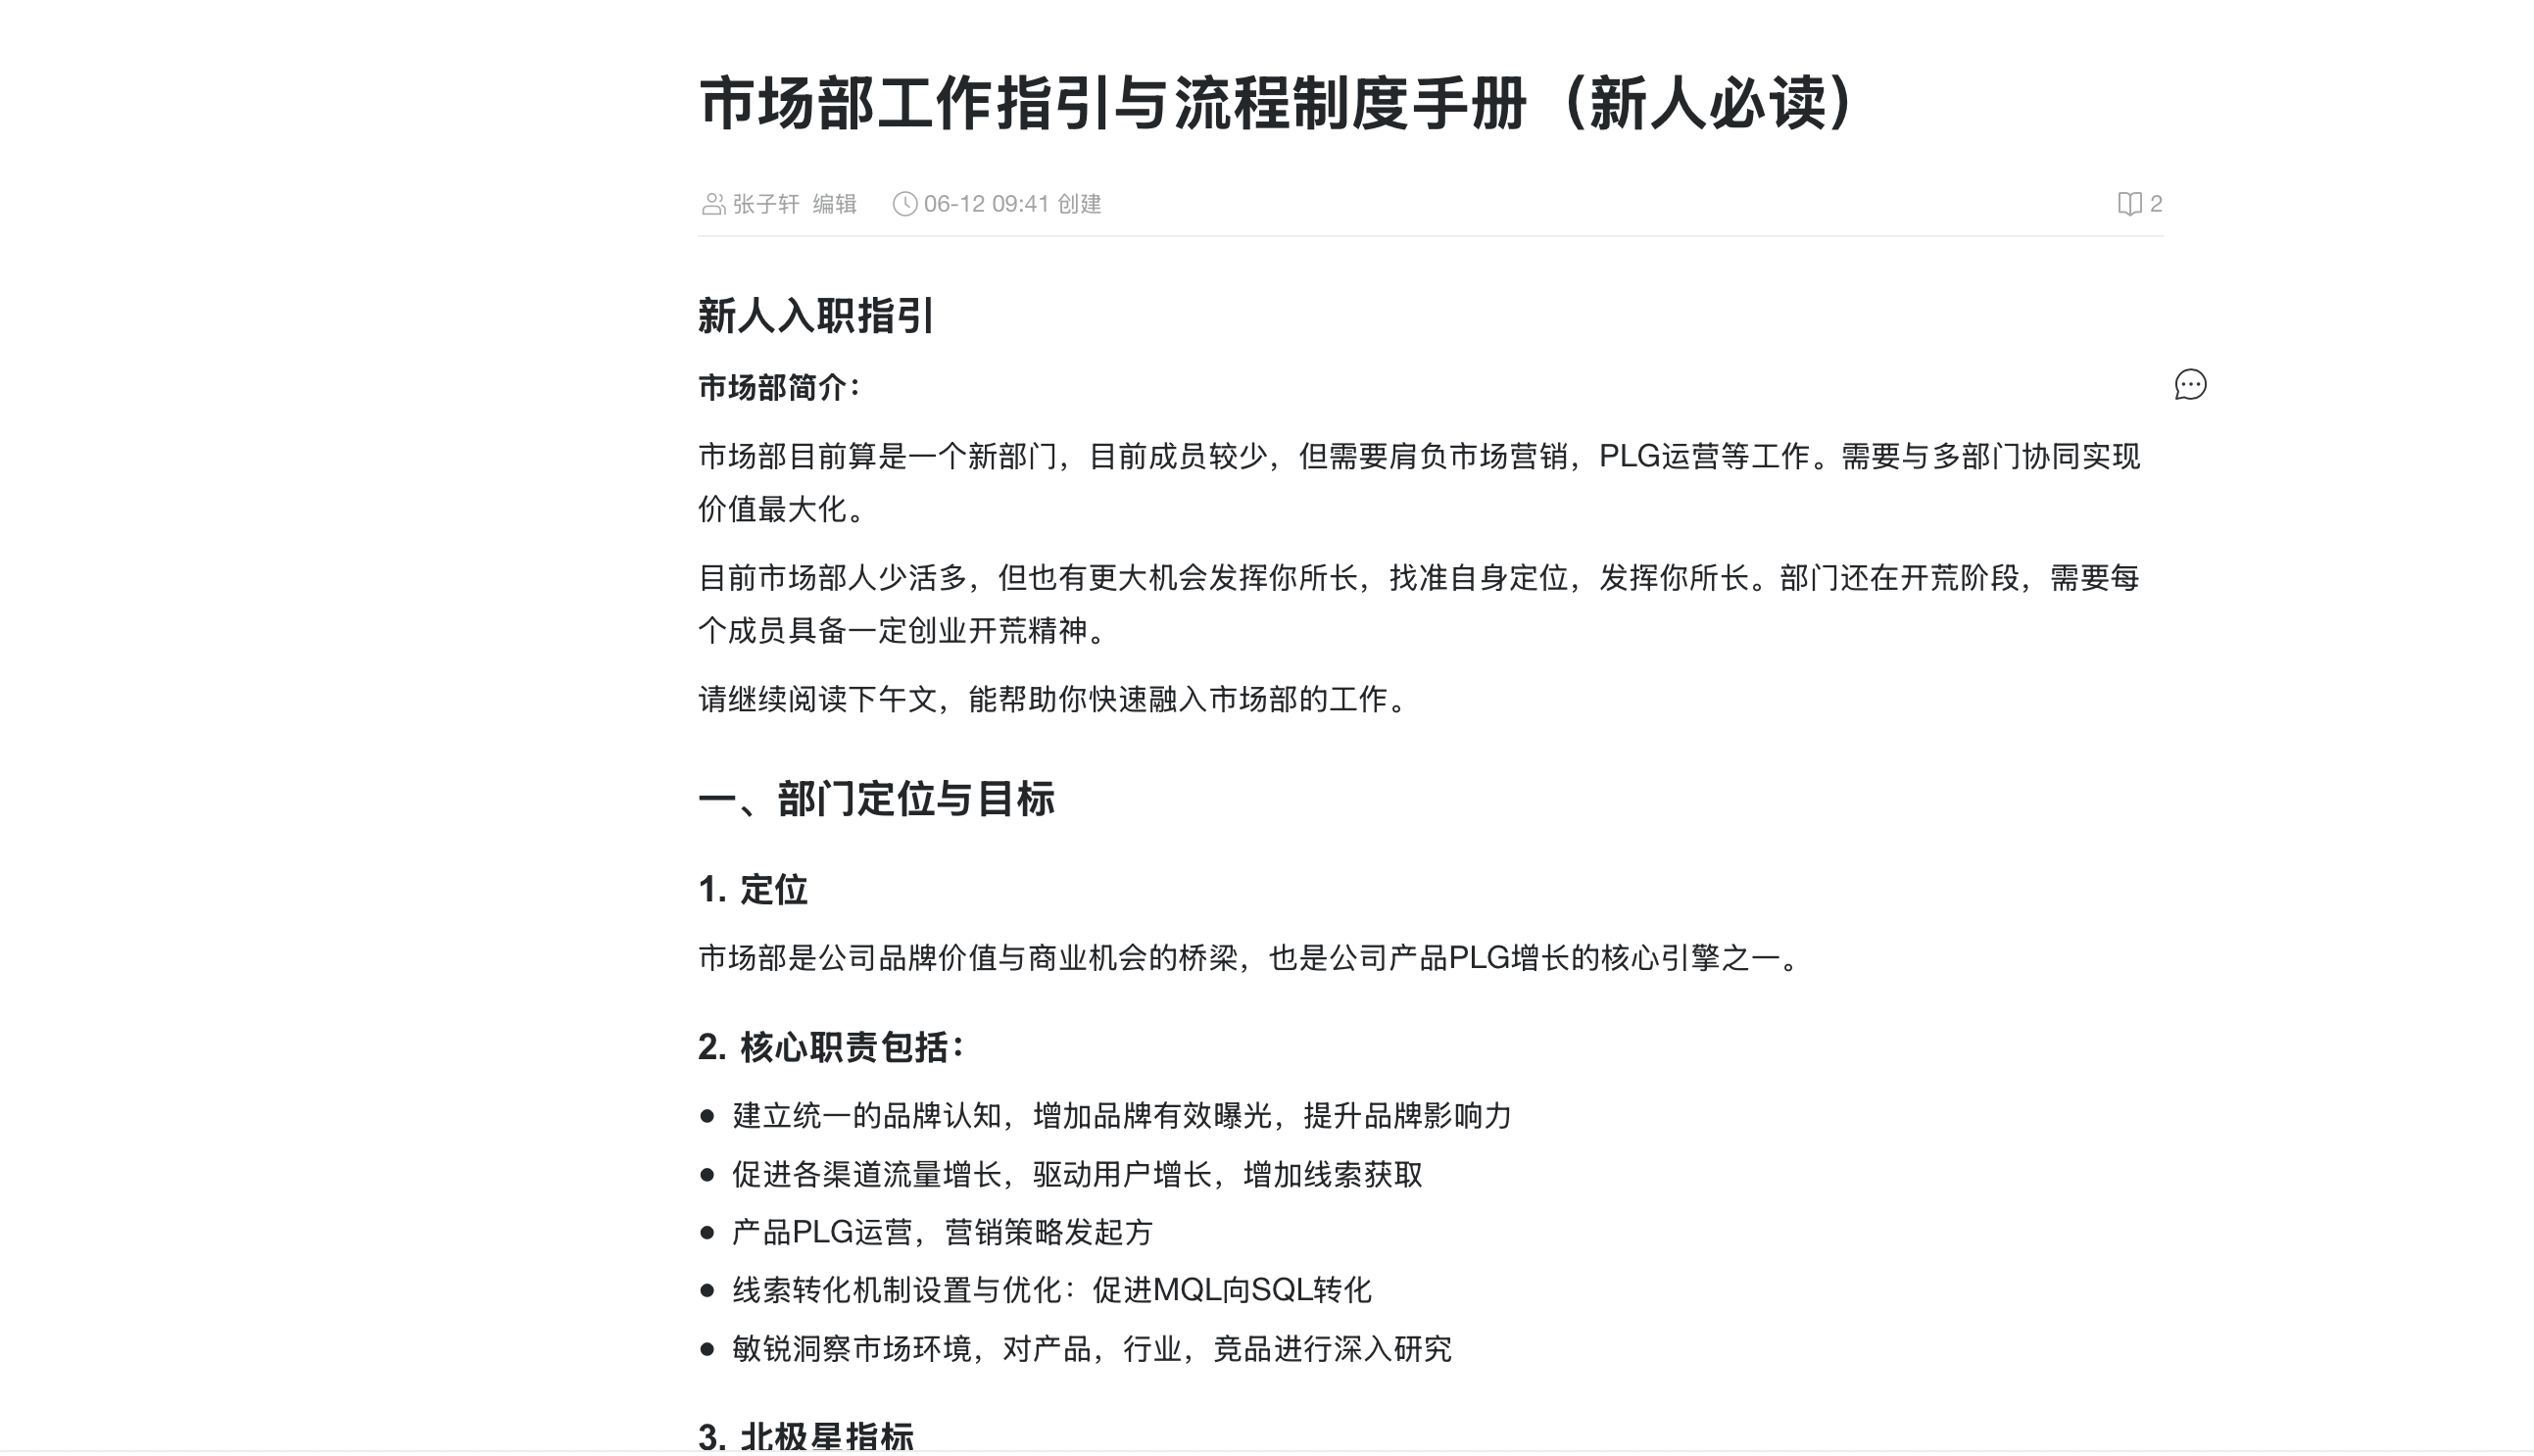 市场部工作指引与流程制度手册（新人必读）
张子轩 编辑 06-12 09:41 创建 2
新人入职指引
市场部简介：
市场部目前算是一个新部门，目前成员较少，但需要肩负市场营销，PLG运营等工作。需要与多部门协同实现
价值最大化。
目前市场部人少活多，但也有更大机会发挥你所长，找准自身定位，发挥你所长。部门还在开荒阶段，需要每
个成员具备一定创业开荒精神。
请继续阅读下午文，能帮助你快速融入市场部的工作。
一、部门定位与目标
1. 定位
市场部是公司品牌价值与商业机会的桥梁，也是公司产品PLG增长的核心引擎之一。
2. 核心职责包括：
● 建立统一的品牌认知，增加品牌有效曝光，提升品牌影响力
● 促进各渠道流量增长，驱动用户增长，增加线索获取
● 产品PLG运营，营销策略发起方
● 线索转化机制设置与优化：促进MQL向SQL转化
● 敏锐洞察市场环境，对产品，行业，竞品进行深入研究
3. 北极星指标